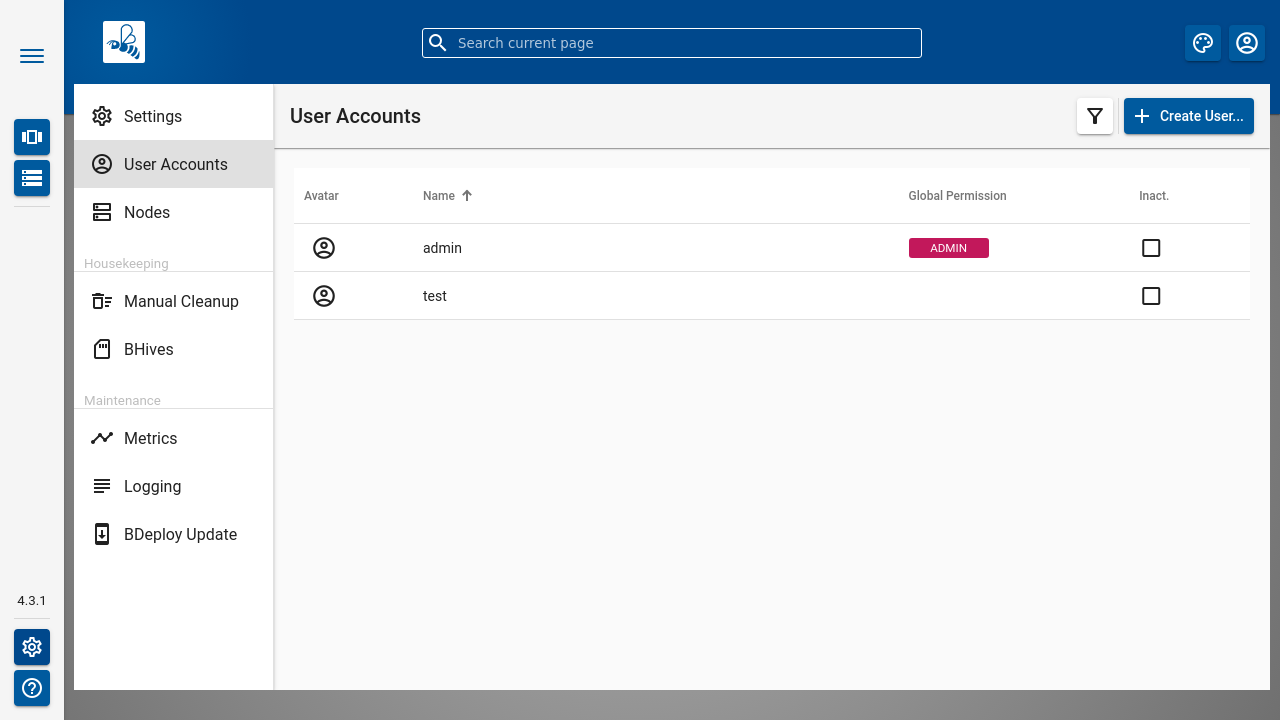 Search current page
Settings
User Accounts
Nodes
Housekeeping
Manual Cleanup
BHives
Maintenance
Metrics
Logging
BDeploy Update
4.3.1
User Accounts
Create User...
Avatar Name Global Permission Inact.
admin ADMIN
test